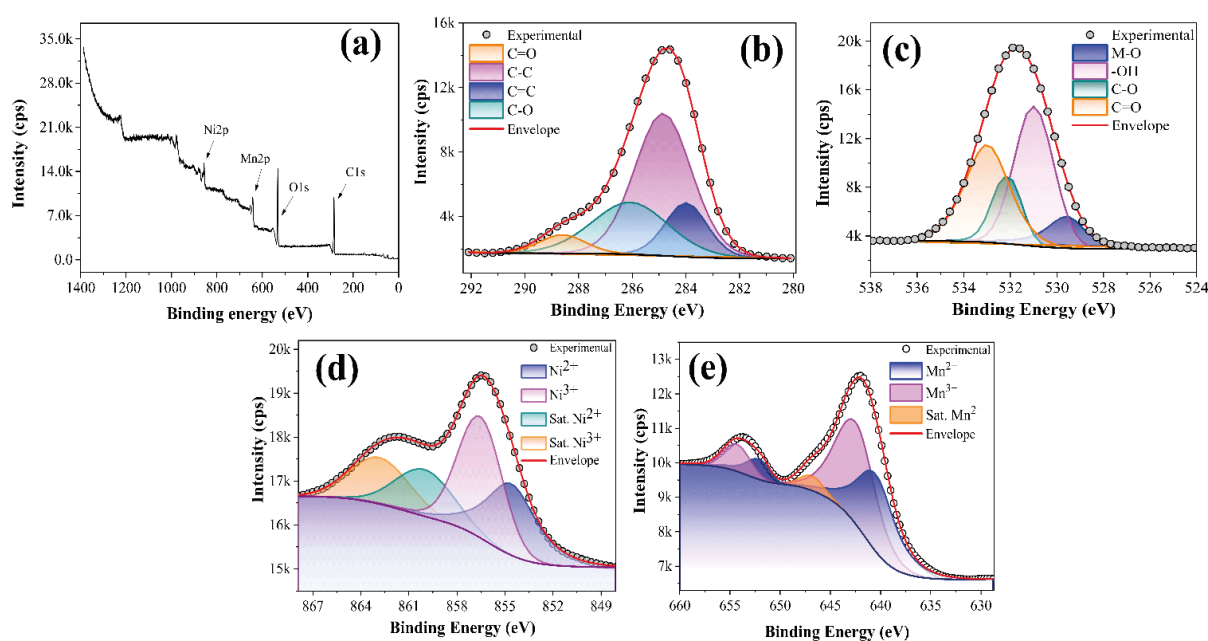 (a)
35.0k
28.0k
21.0k
14.0k
7.0k
0.0
Intensity (cps)
Ni2p
Mn2p
O1s
C1s
1400 1200 1000 800 600 400 200 0
Binding energy (eV)
(b)
16k
12k
8k
4k
Intensity (cps)
Experimental
C=O
C-C
C=C
C-O
Envelope
292 290 288 286 284 282 280
Binding Energy (eV)
(c)
20k
16k
12k
8k
4k
Intensity (cps)
Experimental
M-O
-OH
C-O
C=O
Envelope
538 536 534 532 530 528 526 524
Binding Energy (eV)
(d)
20k
19k
18k
17k
16k
15k
Intensity (cps)
Experimental
Ni²⁺
Ni³⁺
Sat. Ni²⁺
Sat. Ni³⁺
Envelope
867 864 861 858 855 852 849
Binding Energy (eV)
(e)
13k
12k
11k
10k
9k
8k
7k
Intensity (cps)
Experimental
Mn²⁻
Mn³⁻
Sat. Mn²
Envelope
660 655 650 645 640 635 630
Binding Energy (eV)